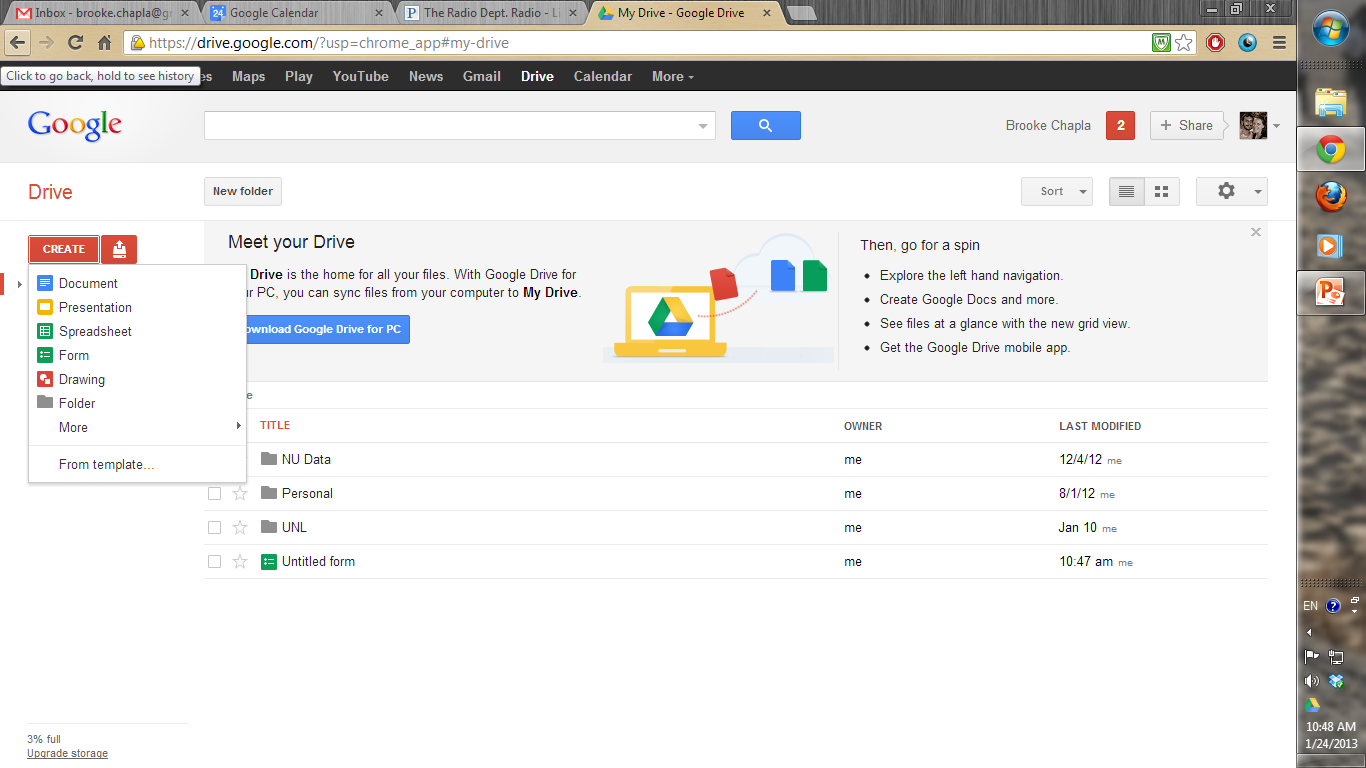 Inbox - brooke.chapla@g
Google Calendar
The Radio Dept. Radio - Li
My Drive - Google Drive
https://drive.google.com/?usp=chrome_app#my-drive
Click to go back, hold to see history
es Maps Play YouTube News Gmail Drive Calendar More
Google
Brooke Chapla 2 + Share
Drive
New folder
Sort
CREATE
Document
Presentation
Spreadsheet
Form
Drawing
Folder
More
From template...
Meet your Drive
Drive is the home for all your files. With Google Drive for
ur PC, you can sync files from your computer to My Drive.
ownload Google Drive for PC
Then, go for a spin
Explore the left hand navigation.
Create Google Docs and more.
See files at a glance with the new grid view.
Get the Google Drive mobile app.
e
TITLE OWNER LAST MODIFIED
NU Data me 12/4/12 me
Personal me 8/1/12 me
UNL me Jan 10 me
Untitled form me 10:47 am me
3% full
Upgrade storage
EN
10:48 AM
1/24/2013
24